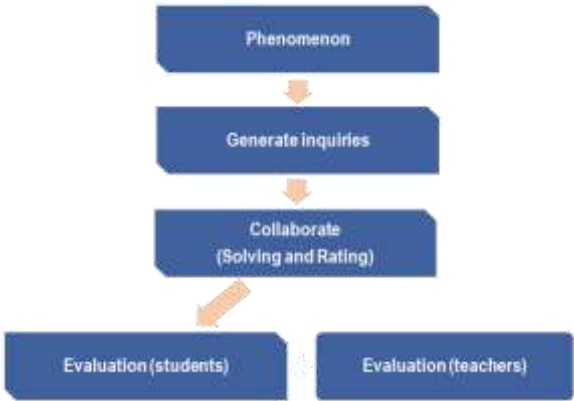 Phenomenon
Generate inquiries
Collaborate
(Solving and Rating)
Evaluation (students)
Evaluation (teachers)